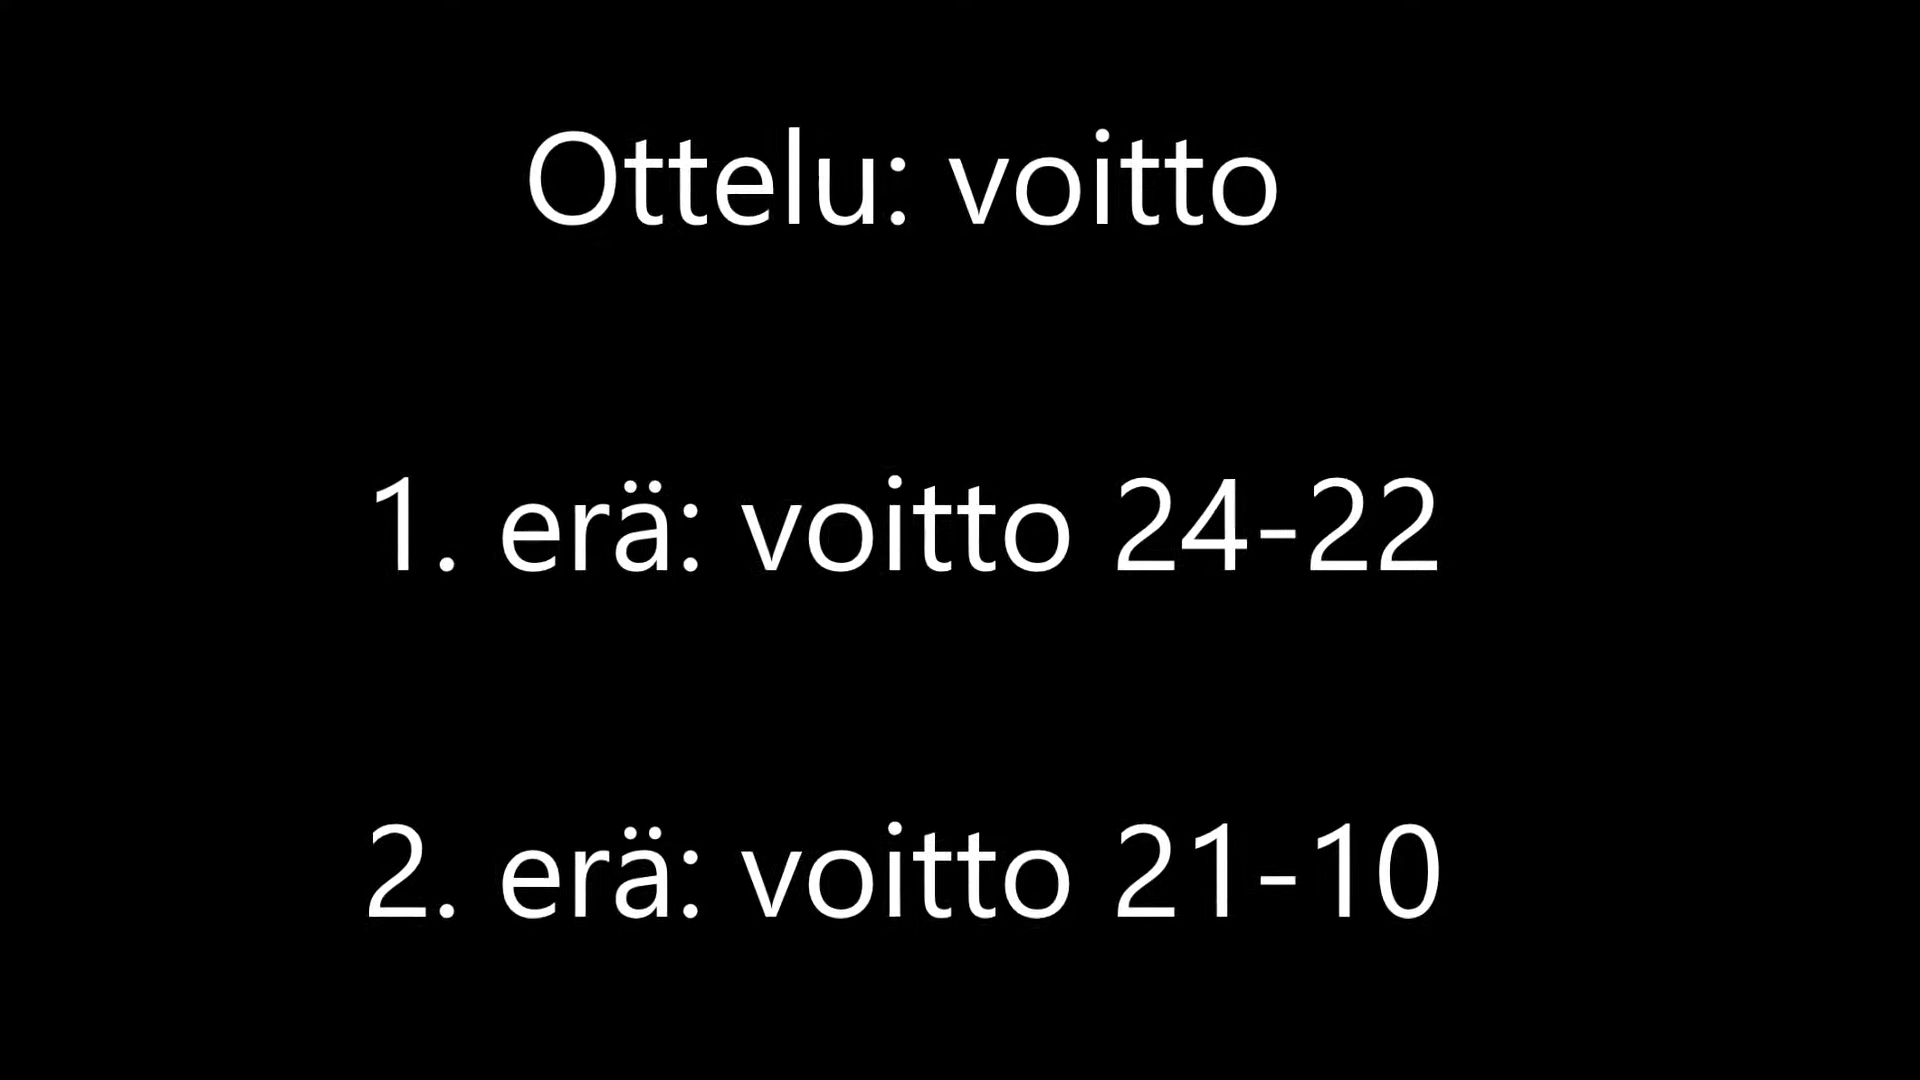 Ottelu: voitto
1. erä: voitto 24-22
2. erä: voitto 21-10